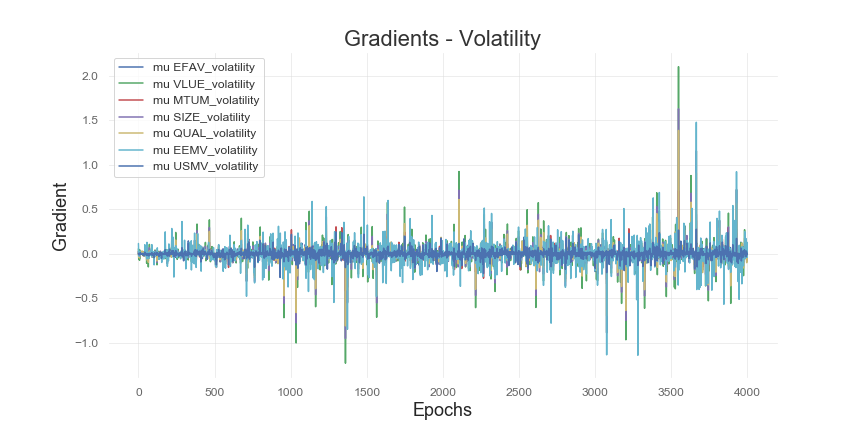 Gradients - Volatility
mu EFAV_volatility
mu VLUE_volatility
mu MTUM_volatility
mu SIZE_volatility
mu QUAL_volatility
mu EEMV_volatility
mu USMV_volatility
2.0
1.5
1.0
0.5
0.0
−0.5
−1.0
Gradient
0 500 1000 1500 2000 2500 3000 3500 4000
Epochs